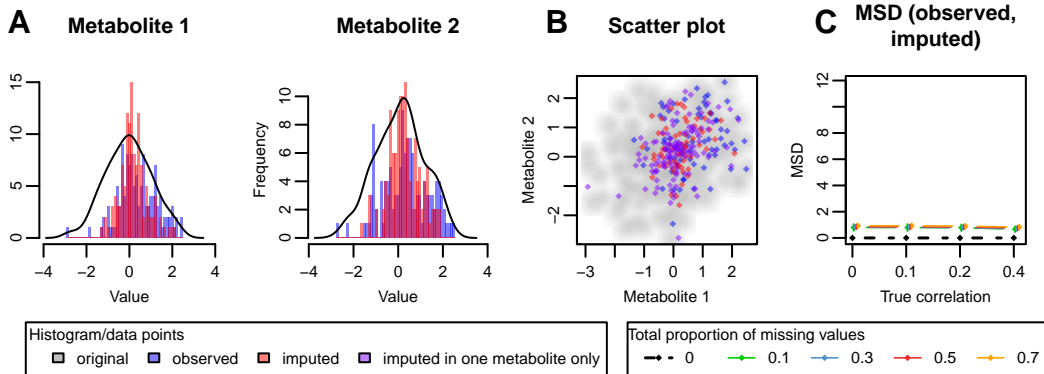 A
Metabolite 1
Metabolite 2
B
Scatter plot
C
MSD (observed,
imputed)
15
10
5
0
−4
−2
0
2
4
Value
Frequency
10
8
6
4
2
0
−4
−2
0
2
4
Value
Metabolite 2
2
1
0
−2
−3
−1
0
1
2
Metabolite 1
MSD
12
8
6
4
2
0
0
0.1
0.2
0.4
True correlation
Histogram/data points
original
observed
imputed
imputed in one metabolite only
Total proportion of missing values
0
0.1
0.3
0.5
0.7